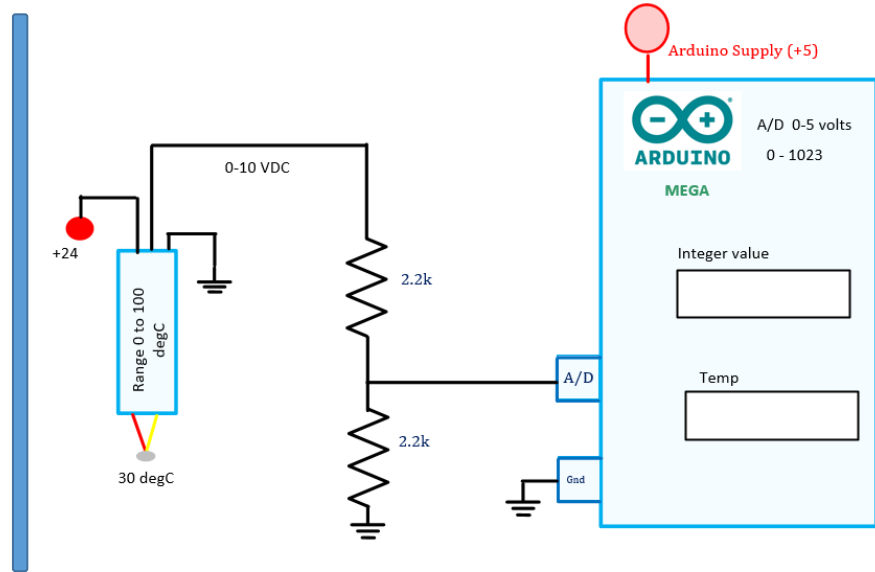 Arduino Supply (+5)
ARDUINO
MEGA
A/D 0-5 volts
0 - 1023
0-10 VDC
+24
Range 0 to 100
degC
30 degC
2.2k
2.2k
A/D
Gnd
Integer value
Temp